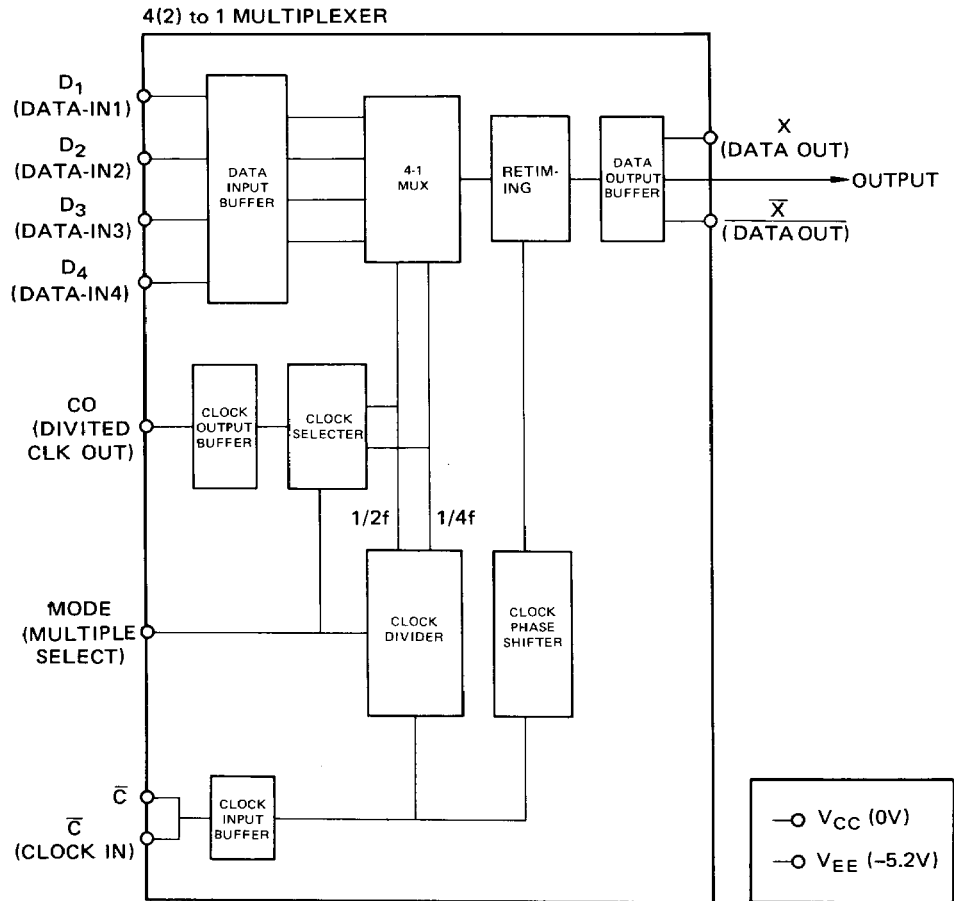 4(2) to 1 MULTIPLEXER
D1
(DATA-IN1)
D2
(DATA-IN2)
D3
(DATA-IN3)
D4
(DATA-IN4)
DATA
INPUT
BUFFER
4-1
MUX
RETIM-
ING
DATA
OUTPUT
BUFFER
X
(DATA OUT)
OUTPUT
X̅
(DATA OUT)
CO
(DIVITED
CLK OUT)
CLOCK
OUTPUT
BUFFER
CLOCK
SELECTER
1/2f
1/4f
MODE
(MULTIPLE
SELECT)
CLOCK
DIVIDER
CLOCK
PHASE
SHIFTER
C̅
C̅
(CLOCK IN)
CLOCK
INPUT
BUFFER
VCC (0V)
VEE (–5.2V)